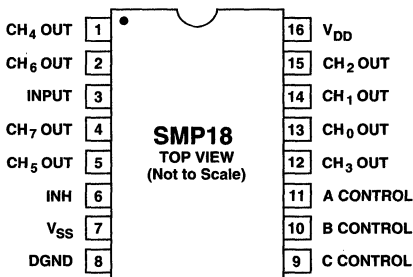 CH4 OUT 1
CH6 OUT 2
INPUT 3
CH7 OUT 4
CH5 OUT 5
INH 6
VSS 7
DGND 8
SMP18
TOP VIEW
(Not to Scale)
16 VDD
15 CH2 OUT
14 CH1 OUT
13 CH0 OUT
12 CH3 OUT
11 A CONTROL
10 B CONTROL
9 C CONTROL